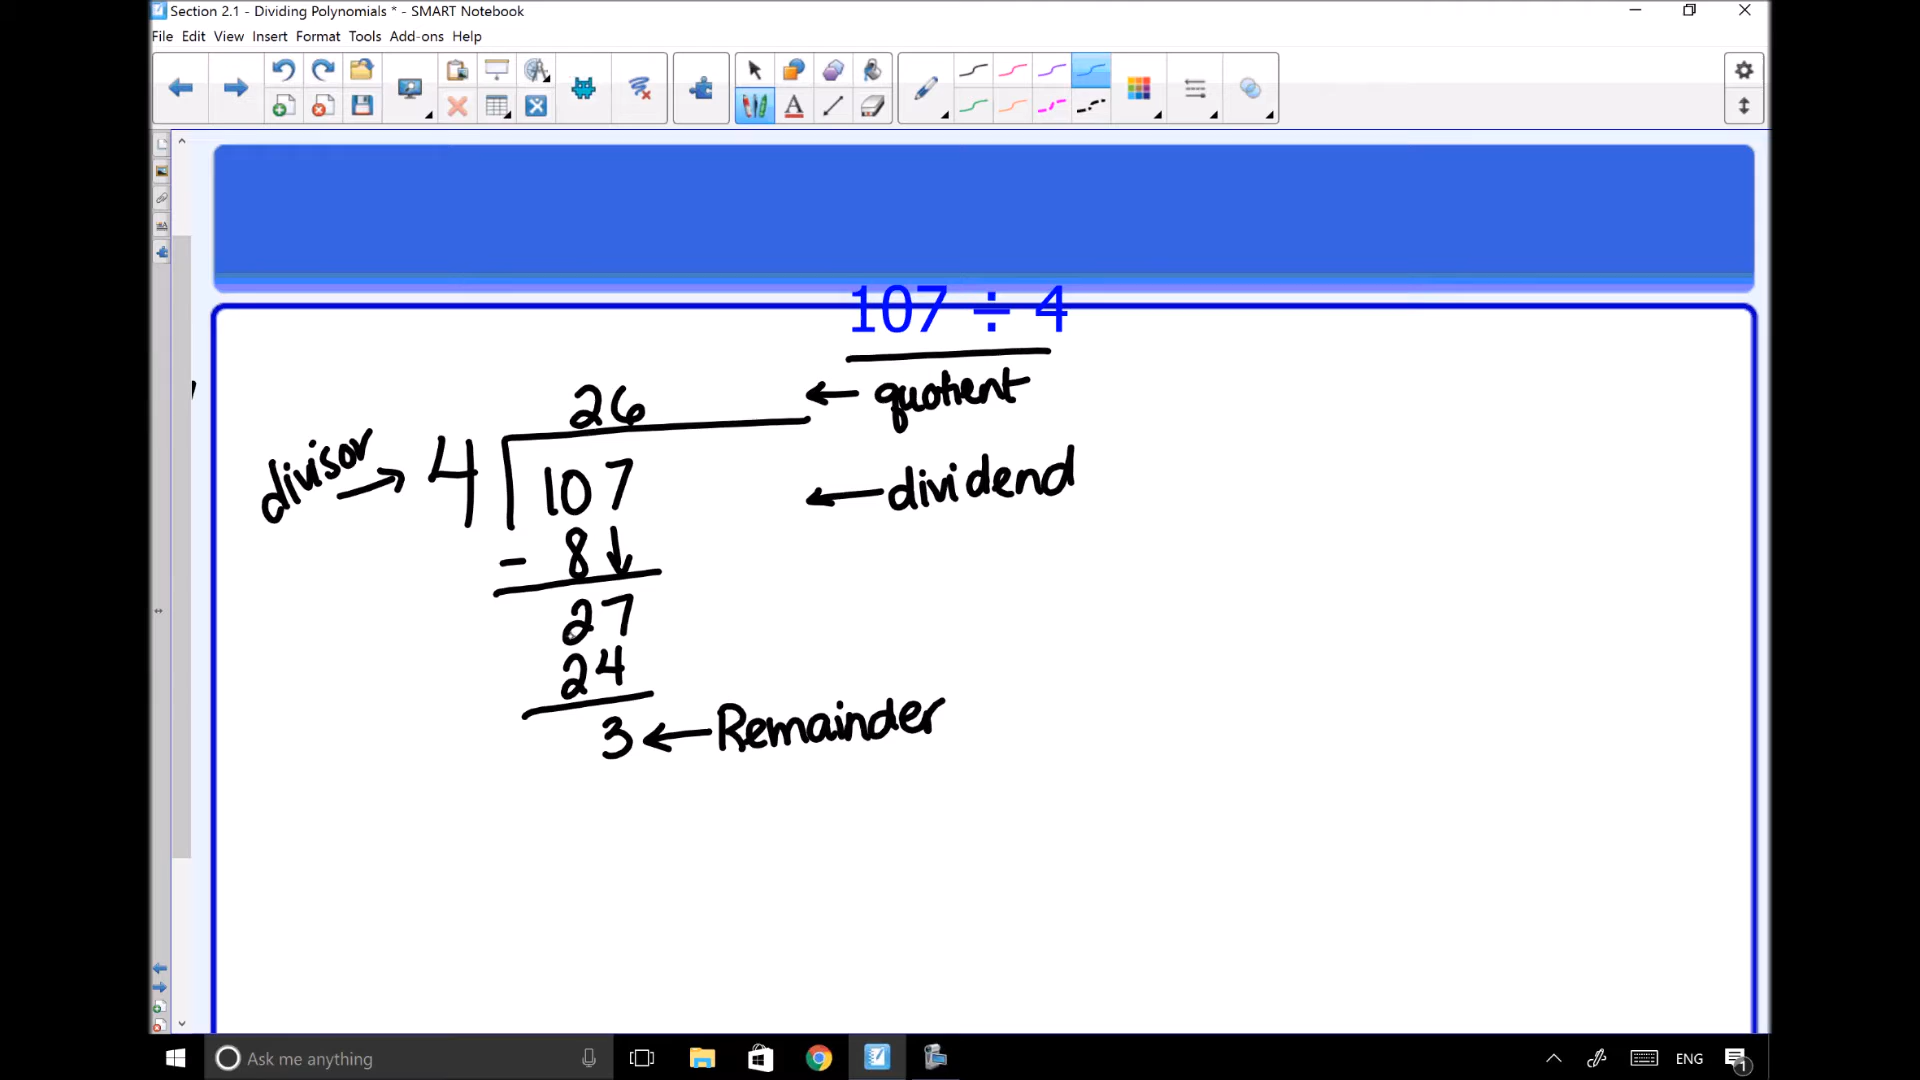 Section 2.1 - Dividing Polynomials * - SMART Notebook
File Edit View Insert Format Tools Add-ons Help
107 ÷ 4
26 ← quotient
divisor → 4 107 ← dividend
- 8 ↓
27
24
3 ← Remainder
Ask me anything
ENG
1